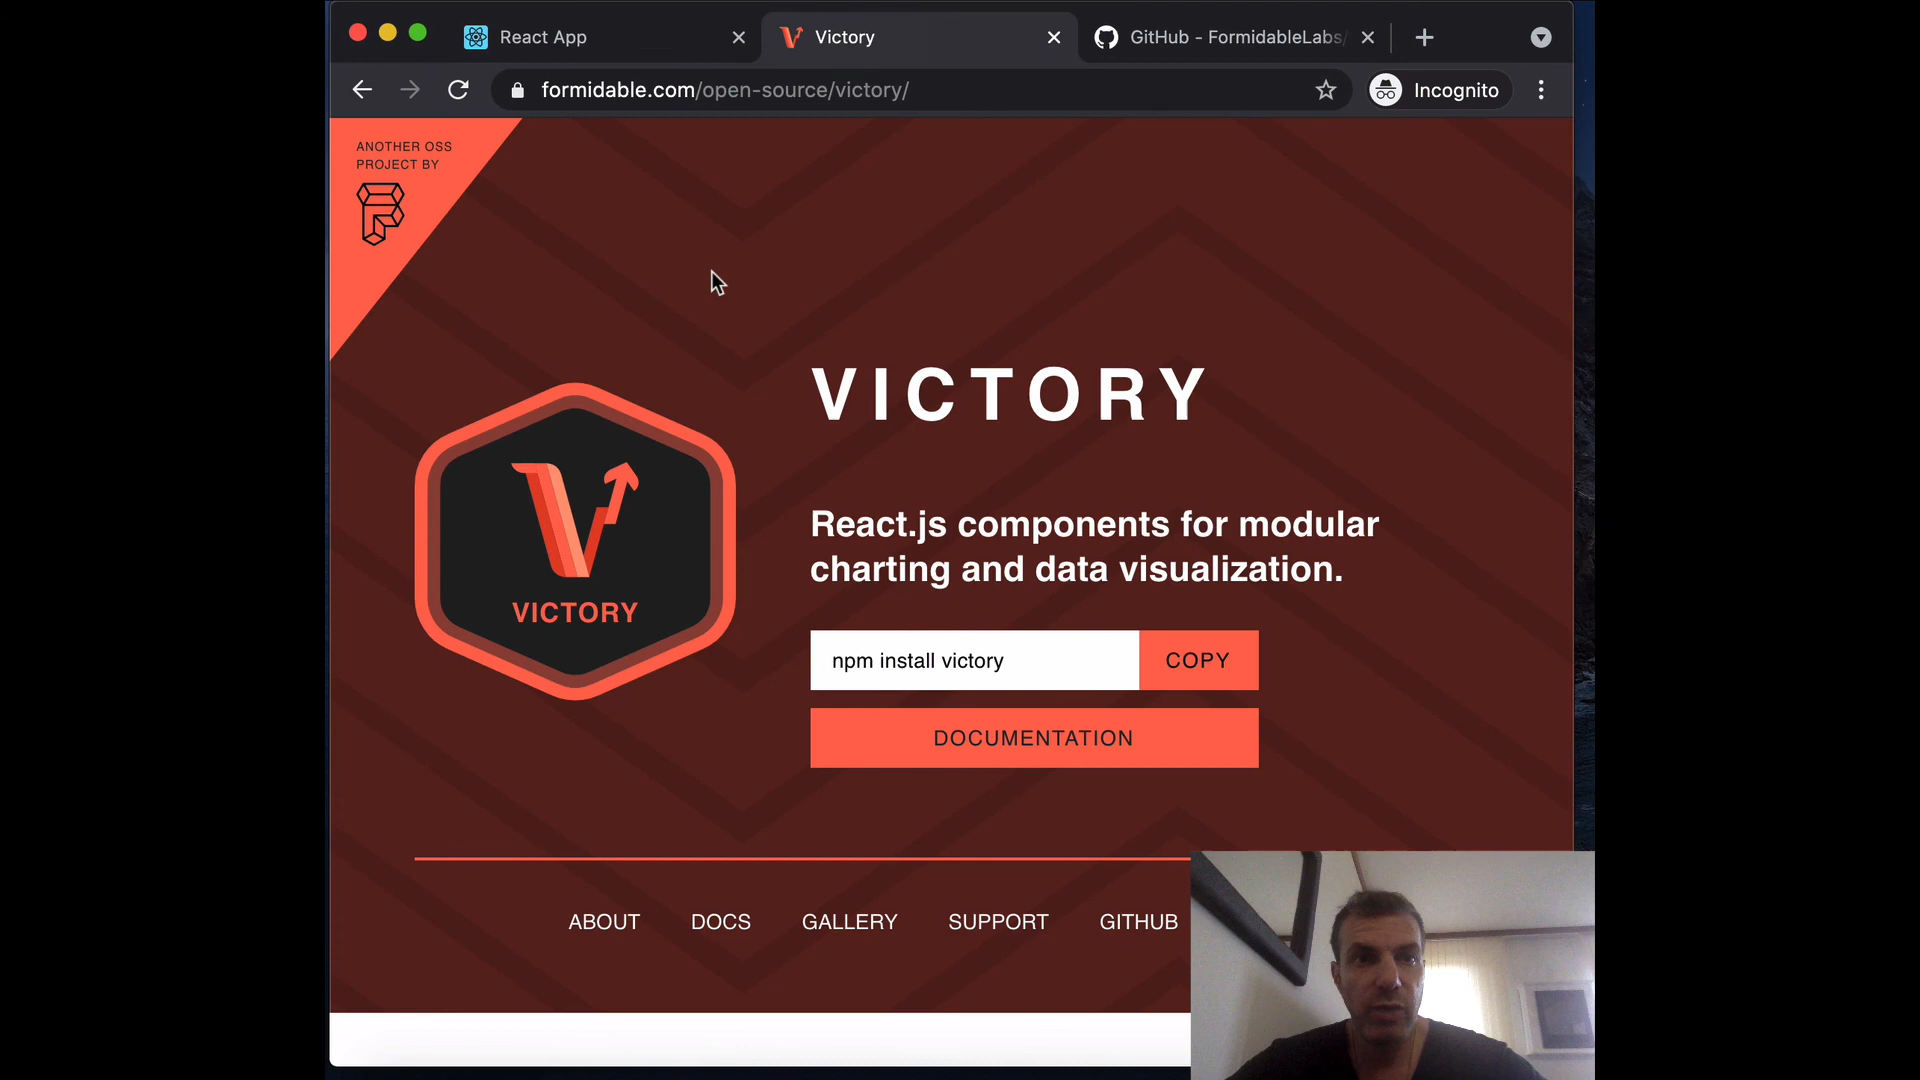 React App
Victory
GitHub - FormidableLabs/
formidable.com/open-source/victory/
Incognito
ANOTHER OSS
PROJECT BY
VICTORY
React.js components for modular
charting and data visualization.
VICTORY
npm install victory
COPY
DOCUMENTATION
ABOUT
DOCS
GALLERY
SUPPORT
GITHUB